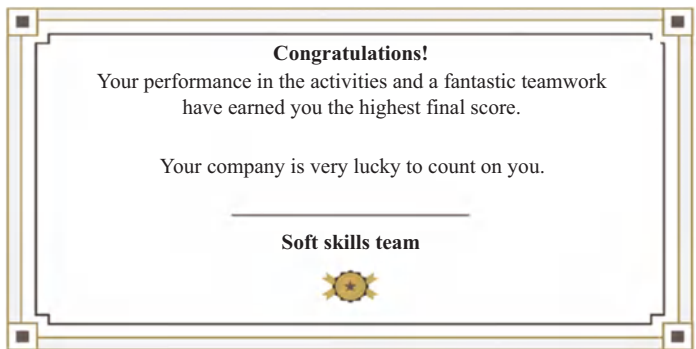 Congratulations!
Your performance in the activities and a fantastic teamwork
have earned you the highest final score.
Your company is very lucky to count on you.
Soft skills team